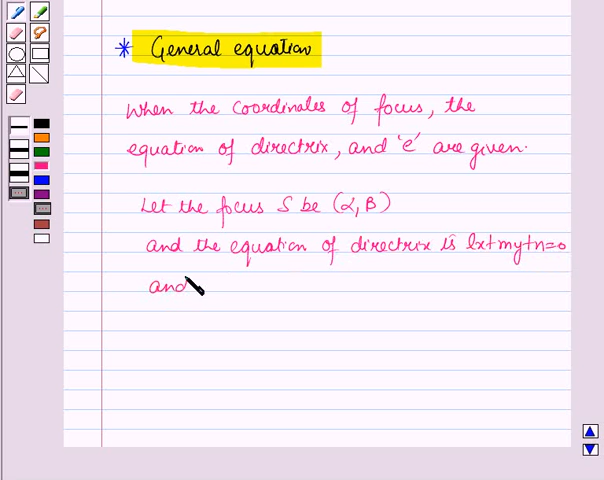 * General equation
When the coordinates of focus, the
equation of directrix, and 'e' are given.
Let the focus S be (α, β)
and the equation of directrix is lx+my+n=0
and